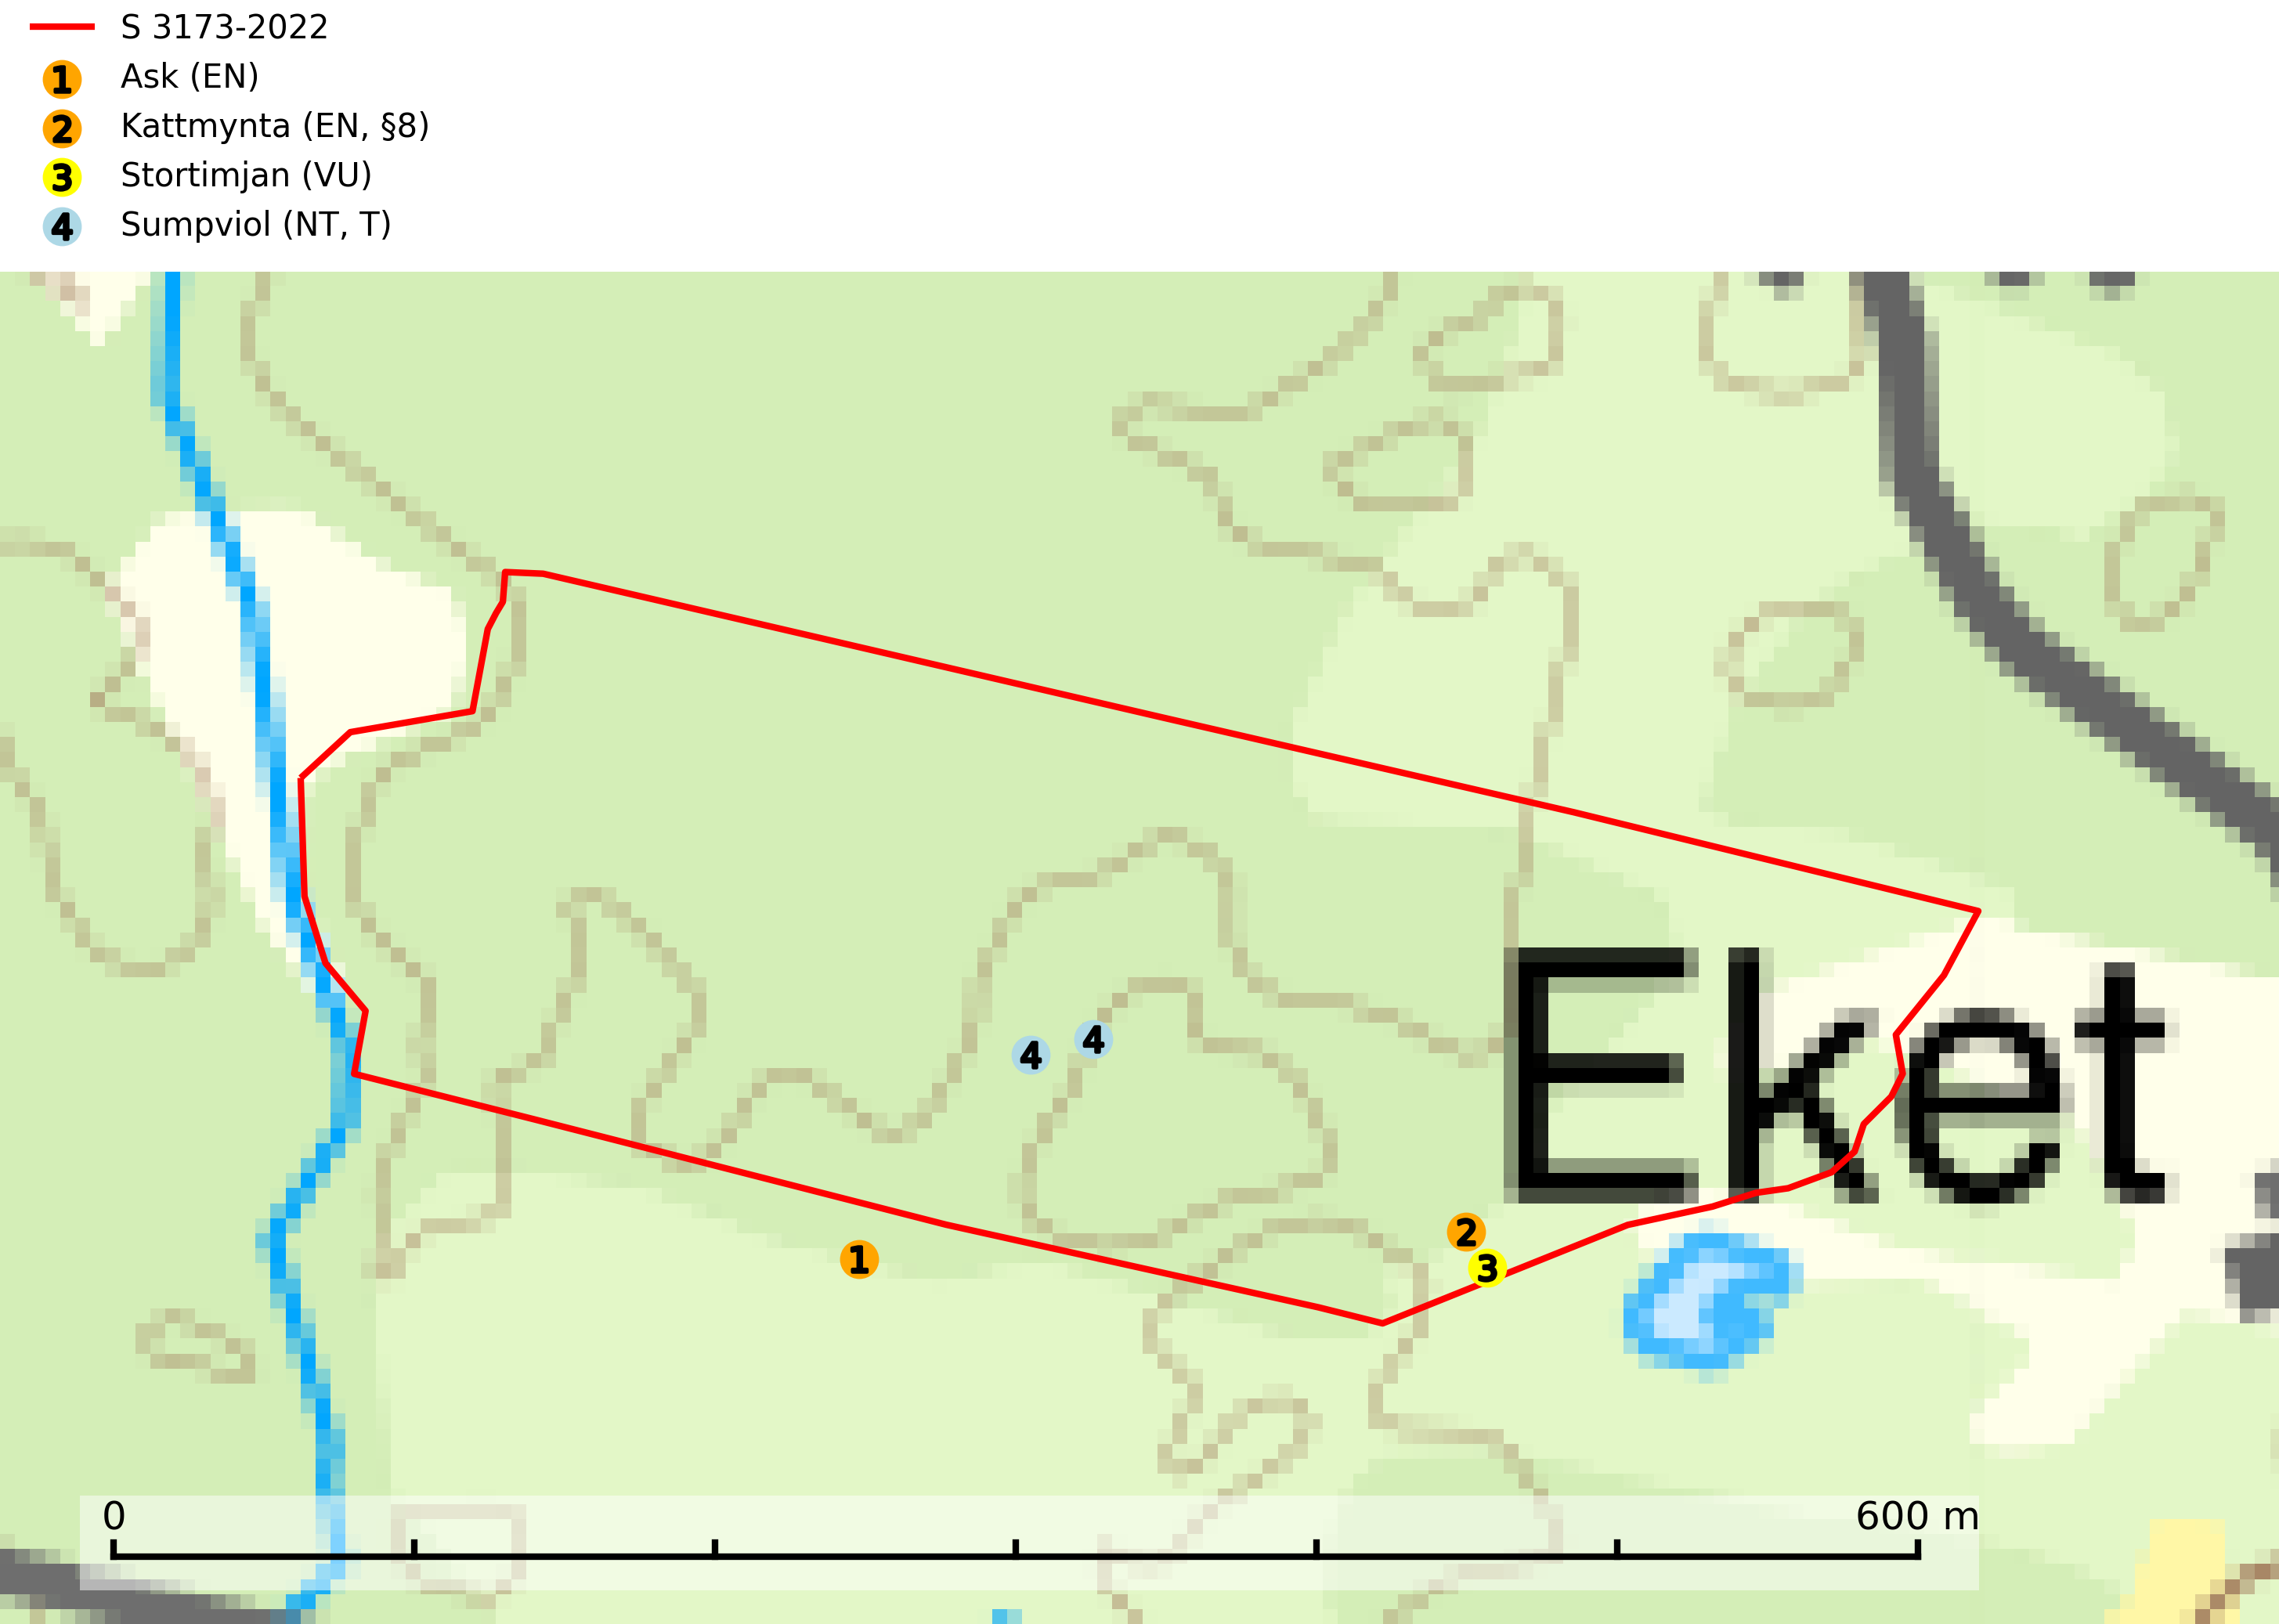 S 3173-2022
1 Ask (EN)
2 Kattmynta (EN, §8)
3 Stortimjan (VU)
4 Sumpviol (NT, T)
Eket
4 4
2
1 3
0 600 m